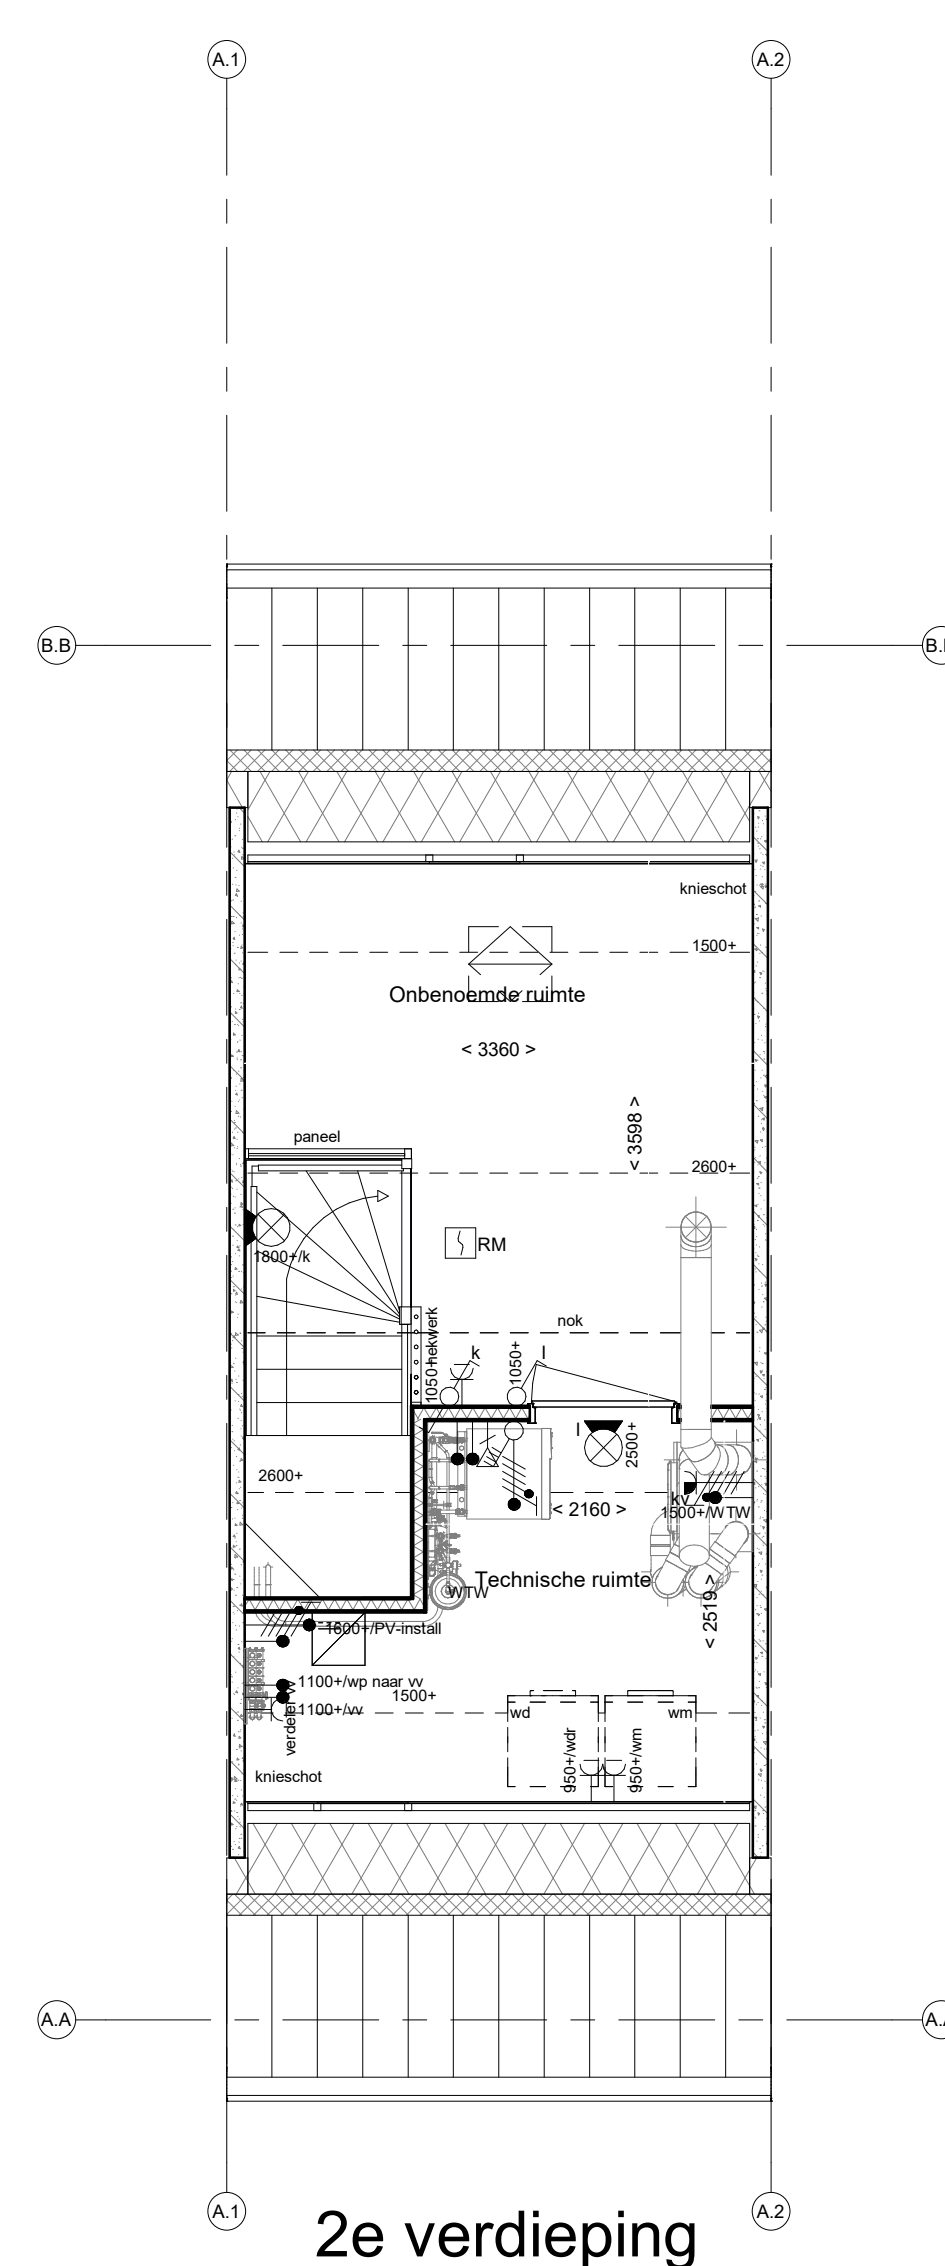 A.1
A.2
B.B
knieschot
1500+
Onbenoemde ruimte
< 3360 >
< 3598 >
paneel
2600+
1800+/k
RM
nok
hekwerk
1050+
k
1050+
l
l
2500+
2600+
< 2160 >
kv
1500+/WTW
Technische ruimte
WTW
< 2519 >
1600+/PV-install
1100+/wp naar vv
1500+
1100+/vv
verdeler vv
wd
wm
950+/wdr
950+/wm
knieschot
A.A
A.1
A.2
2e verdieping